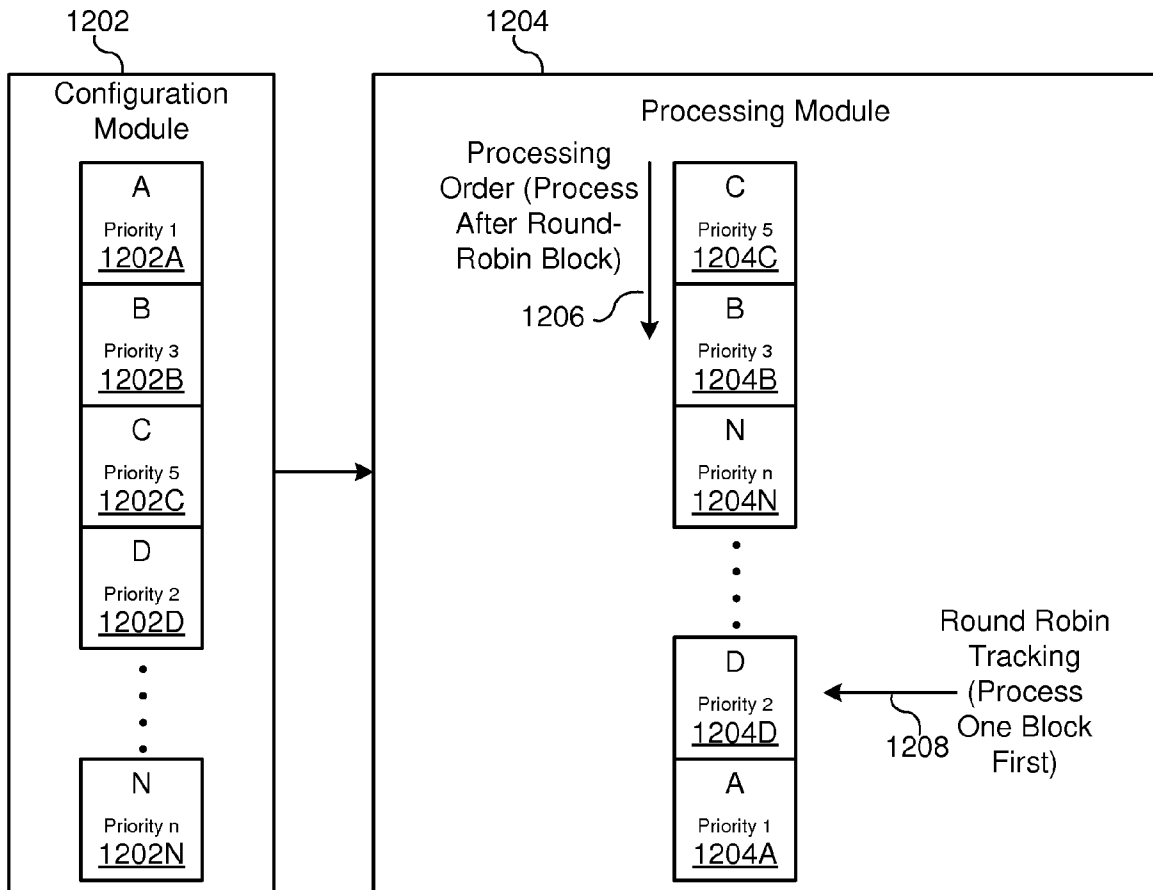 1202
Configuration
Module
A
Priority 1
1202A
B
Priority 3
1202B
C
Priority 5
1202C
D
Priority 2
1202D
N
Priority n
1202N
1204
Processing Module
Processing
Order (Process
After Round-
Robin Block)
1206
C
Priority 5
1204C
B
Priority 3
1204B
N
Priority n
1204N
D
Priority 2
1204D
A
Priority 1
1204A
Round Robin
Tracking
(Process
One Block
First)
1208